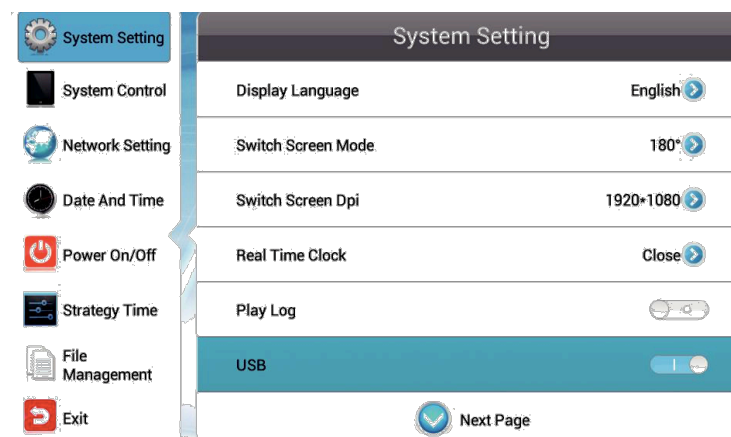 System Setting
System Control
Network Setting
Date And Time
Power On/Off
Strategy Time
File
Management
Exit
System Setting
Display Language English
Switch Screen Mode 180°
Switch Screen Dpi 1920*1080
Real Time Clock Close
Play Log
USB
Next Page